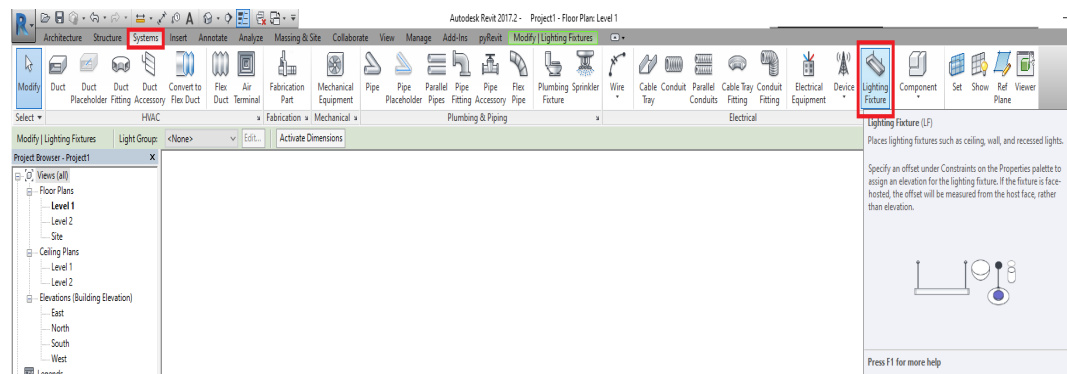 Autodesk Revit 2017.2 - Project1 - Floor Plan: Level 1
Architecture Structure Systems Insert Annotate Analyze Massing & Site Collaborate View Manage Add-Ins pyRevit Modify | Lighting Fixtures
Modify Duct Duct Duct Duct Convert to Flex Air Fabrication Mechanical Pipe Pipe Parallel Pipe Pipe Flex Plumbing Sprinkler Wire Cable Conduit Parallel Cable Tray Conduit Electrical Device Lighting Component Set Show Ref Viewer
Placeholder Fitting Accessory Flex Duct Duct Terminal Part Equipment Placeholder Pipes Fitting Accessory Pipe Fixture Tray Conduits Fitting Fitting Equipment Fixture Plane
Select HVAC Fabrication Mechanical Plumbing & Piping Electrical
Modify | Lighting Fixtures Light Group: <None> Edit... Activate Dimensions
Project Browser - Project1 X
Views (all)
Floor Plans
Level 1
Level 2
Site
Ceiling Plans
Level 1
Level 2
Elevations (Building Elevation)
East
North
South
West
Legends
Lighting Fixture (LF)
Places lighting fixtures such as ceiling, wall, and recessed lights.
Specify an offset under Constraints on the Properties palette to
assign an elevation for the lighting fixture. If the fixture is face-
hosted, the offset will be measured from the host face, rather
than elevation.
Press F1 for more help